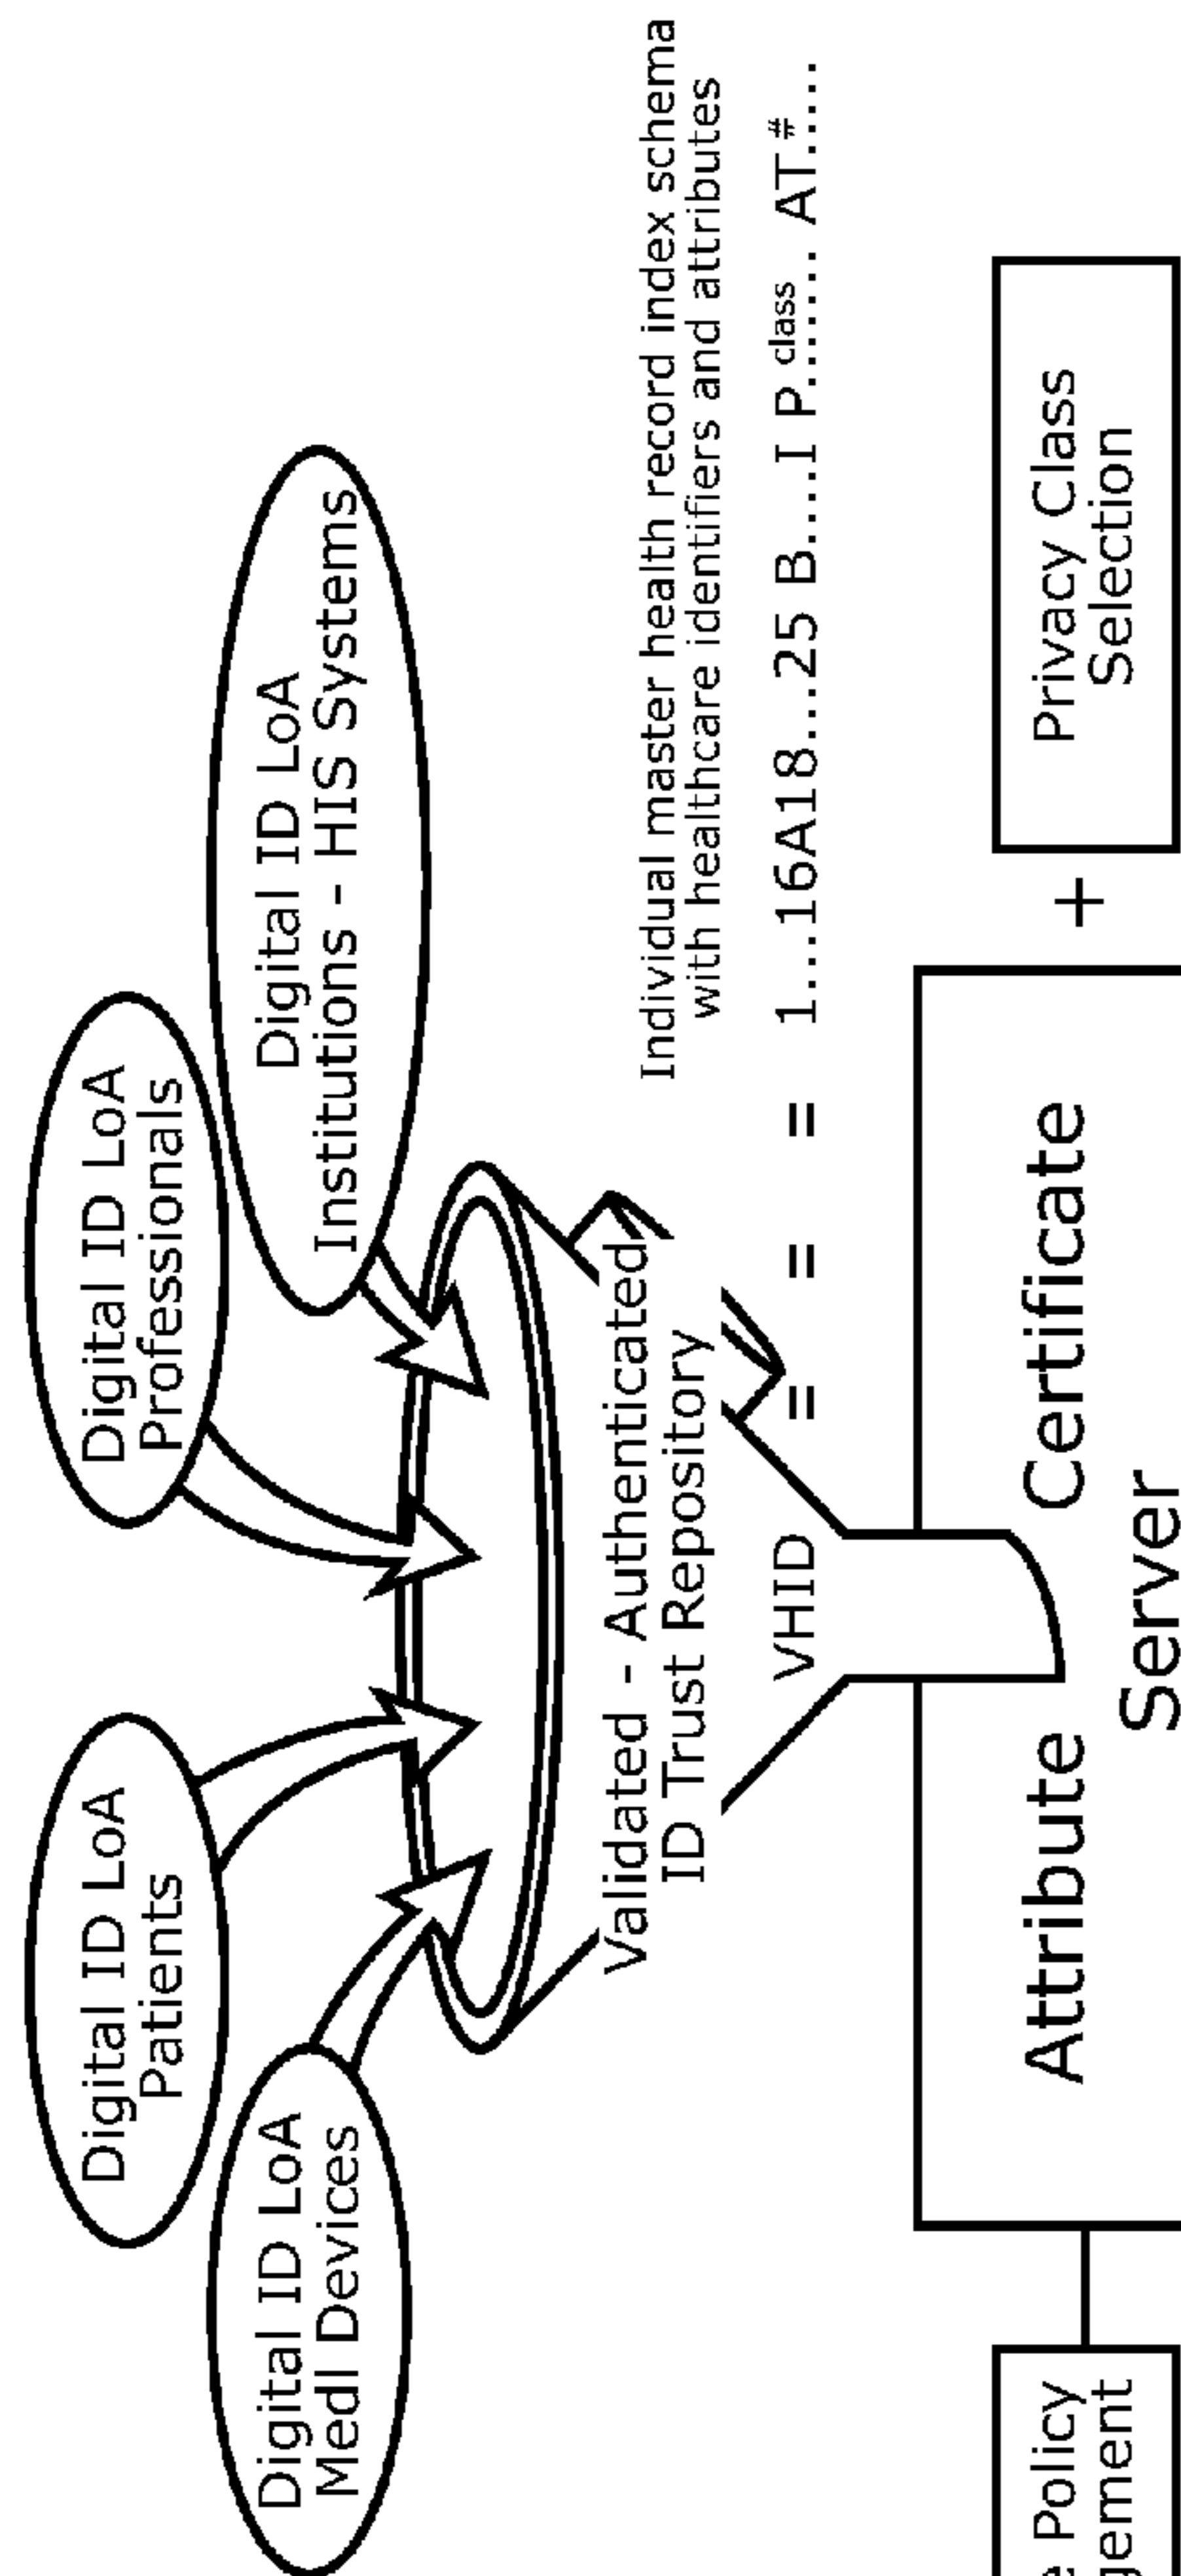 Digital ID LoA
Patients
Digital ID LoA
Professionals
Digital ID LoA
Medl Devices
Digital ID LoA
Institutions - HIS Systems
Validated - Authenticated
ID Trust Repository
Individual master health record index schema
with healthcare identifiers and attributes
VHID = = = 1...16A18...25 B....I P class....... AT#.....
Attribute Certificate
Server
+
Privacy Class
Selection
e Policy
gement